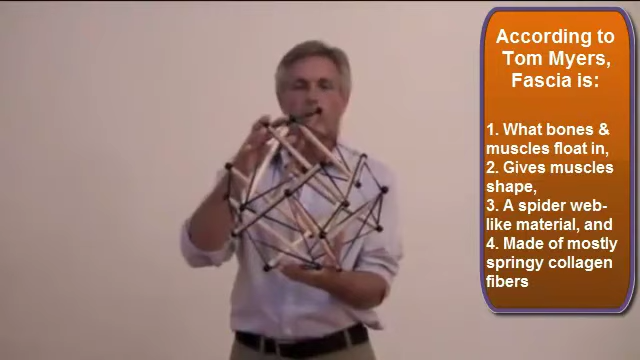 According to
Tom Myers,
Fascia is:
1. What bones &
muscles float in,
2. Gives muscles
shape,
3. A spider web-
like material, and
4. Made of mostly
springy collagen
fibers